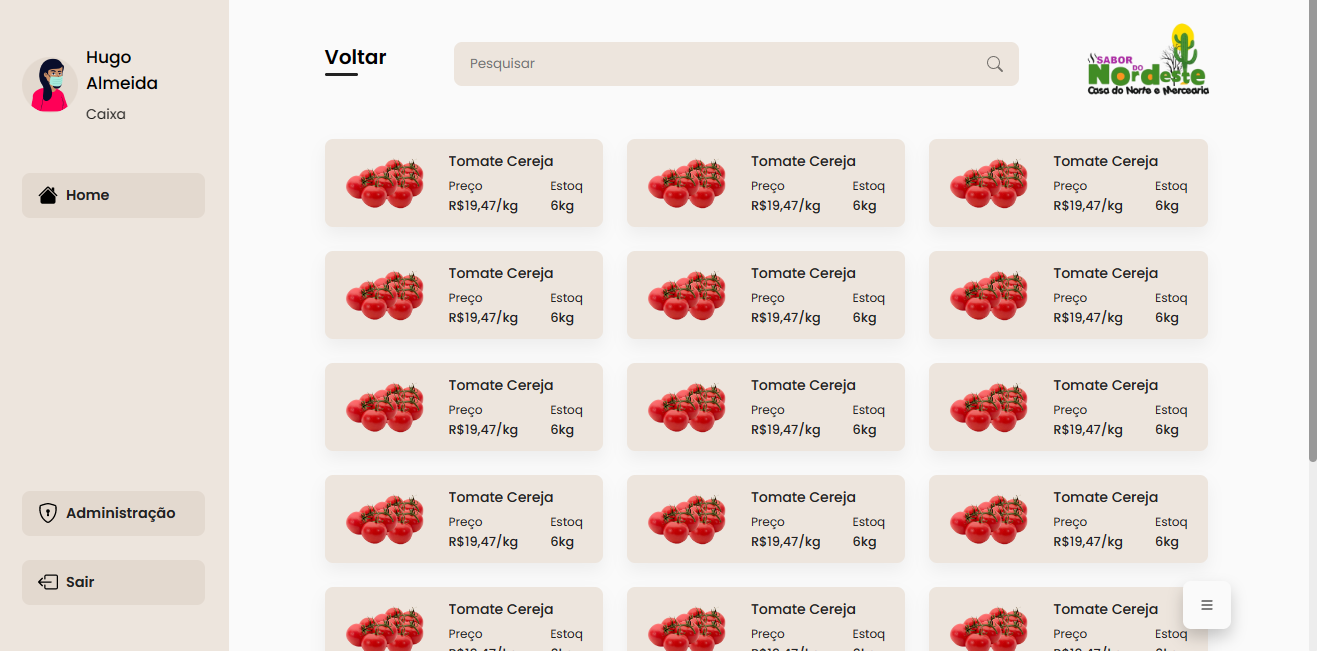 Hugo
Almeida
Caixa
Home
Administração
Sair
Voltar
Pesquisar
SABOR
DO
Nordeste
Casa do Norte e Mercearia
Tomate Cereja
Preço Estoq
R$19,47/kg 6kg
Tomate Cereja
Preço Estoq
R$19,47/kg 6kg
Tomate Cereja
Preço Estoq
R$19,47/kg 6kg
Tomate Cereja
Preço Estoq
R$19,47/kg 6kg
Tomate Cereja
Preço Estoq
R$19,47/kg 6kg
Tomate Cereja
Preço Estoq
R$19,47/kg 6kg
Tomate Cereja
Preço Estoq
R$19,47/kg 6kg
Tomate Cereja
Preço Estoq
R$19,47/kg 6kg
Tomate Cereja
Preço Estoq
R$19,47/kg 6kg
Tomate Cereja
Preço Estoq
R$19,47/kg 6kg
Tomate Cereja
Preço Estoq
R$19,47/kg 6kg
Tomate Cereja
Preço Estoq
R$19,47/kg 6kg
Tomate Cereja
Preço Estoq
Tomate Cereja
Preço Estoq
Tomate Cereja
Preço Estoq